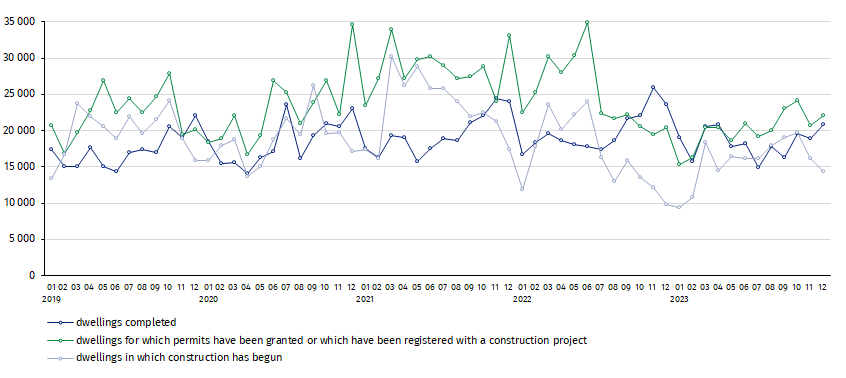 35 000
30 000
25 000
20 000
15 000
10 000
5 000
0
01 02 03 04 05 06 07 08 09 10 11 12 01 02 03 04 05 06 07 08 09 10 11 12 01 02 03 04 05 06 07 08 09 10 11 12 01 02 03 04 05 06 07 08 09 10 11 12 01 02 03 04 05 06 07 08 09 10 11 12
2019 2020 2021 2022 2023
dwellings completed
dwellings for which permits have been granted or which have been registered with a construction project
dwellings in which construction has begun